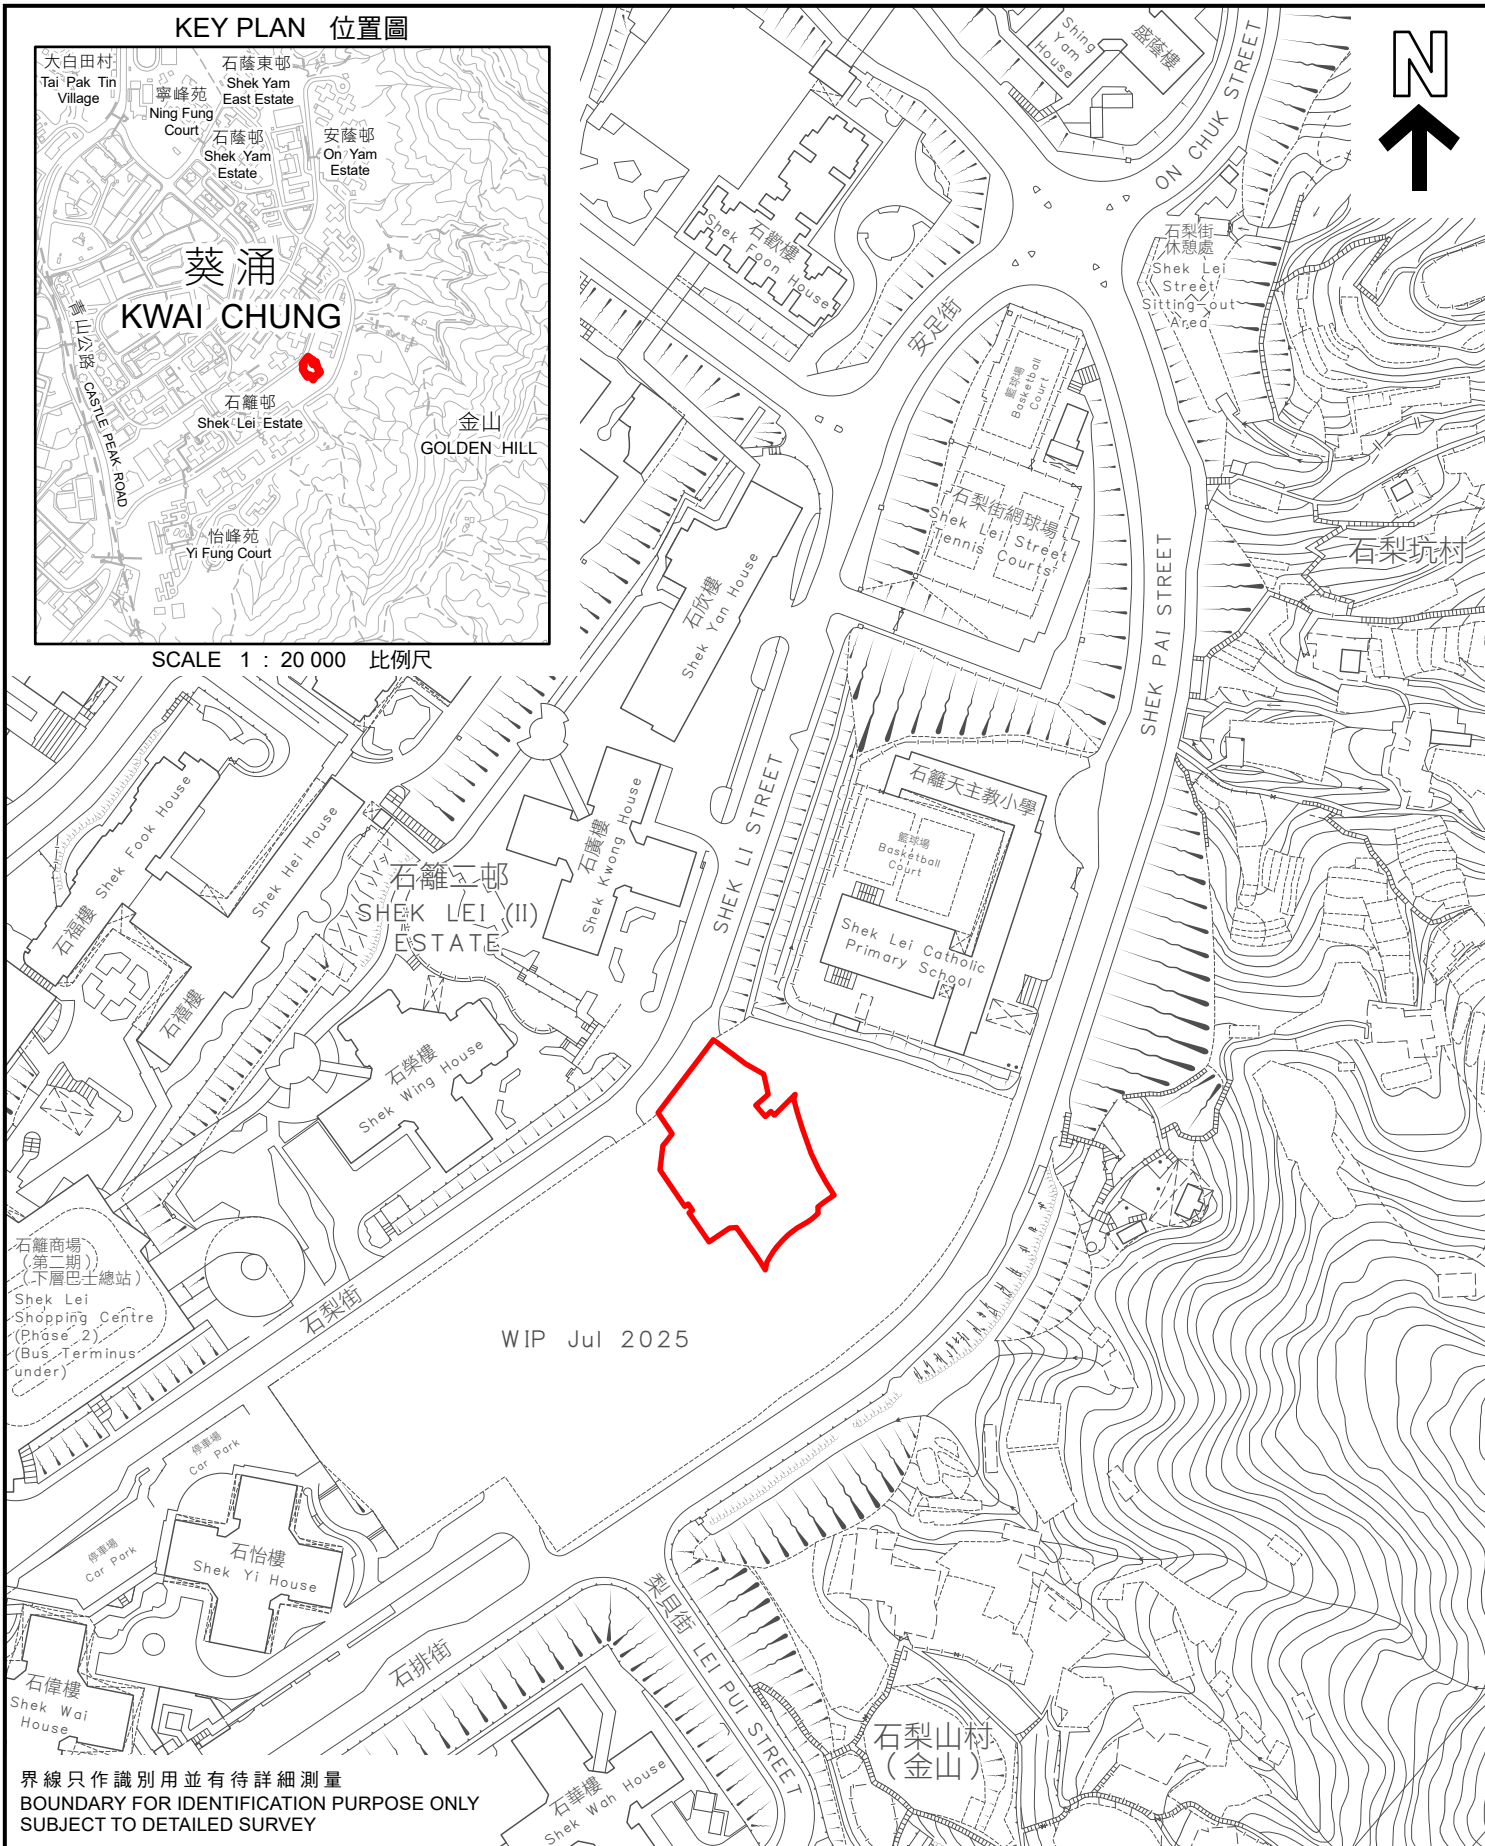 KEY PLAN 位置圖
大白田村
Tai Pak Tin
Village
石蔭東邨
Shek Yam
East Estate
寧峰苑
Ning Fung
Court
石蔭邨
Shek Yam
Estate
安蔭邨
On Yam
Estate
葵涌
KWAI CHUNG
青山公路 CASTLE PEAK ROAD
石籬邨
Shek Lei Estate
金山
GOLDEN HILL
怡峰苑
Yi Fung Court
SCALE 1 : 20 000 比例尺
N
Shing
Yam
House
盛蔭樓
ON CHUK STREET
石歡樓
Shek Foon House
安足街
石梨街
休憩處
Shek Lei
Street
Sitting-out
Area
籃球場
Basketball
Court
石梨街網球場
Shek Lei Street
Tennis Courts
石梨坑村
SHEK PAI STREET
石欣樓
Shek Yan House
SHEK LI STREET
石籬天主教小學
籃球場
Basketball
Court
Shek Lei Catholic
Primary School
石廣樓
Shek Kwong House
石福樓 Shek Fook House
Shek Hei House
石禧樓
石籬二邨
SHEK LEI (II)
ESTATE
石榮樓
Shek Wing House
石籬商場
（第二期）
（下層巴士總站）
Shek Lei
Shopping Centre
(Phase 2)
(Bus Terminus
under)
石梨街
WIP Jul 2025
停車場
Car Park
停車場
Car Park
石怡樓
Shek Yi House
石偉樓
Shek Wai
House
石排街
梨貝街 LEI PUI STREET
石華樓
Shek Wah House
石梨山村
（金山）
界線只作識別用並有待詳細測量
BOUNDARY FOR IDENTIFICATION PURPOSE ONLY
SUBJECT TO DETAILED SURVEY